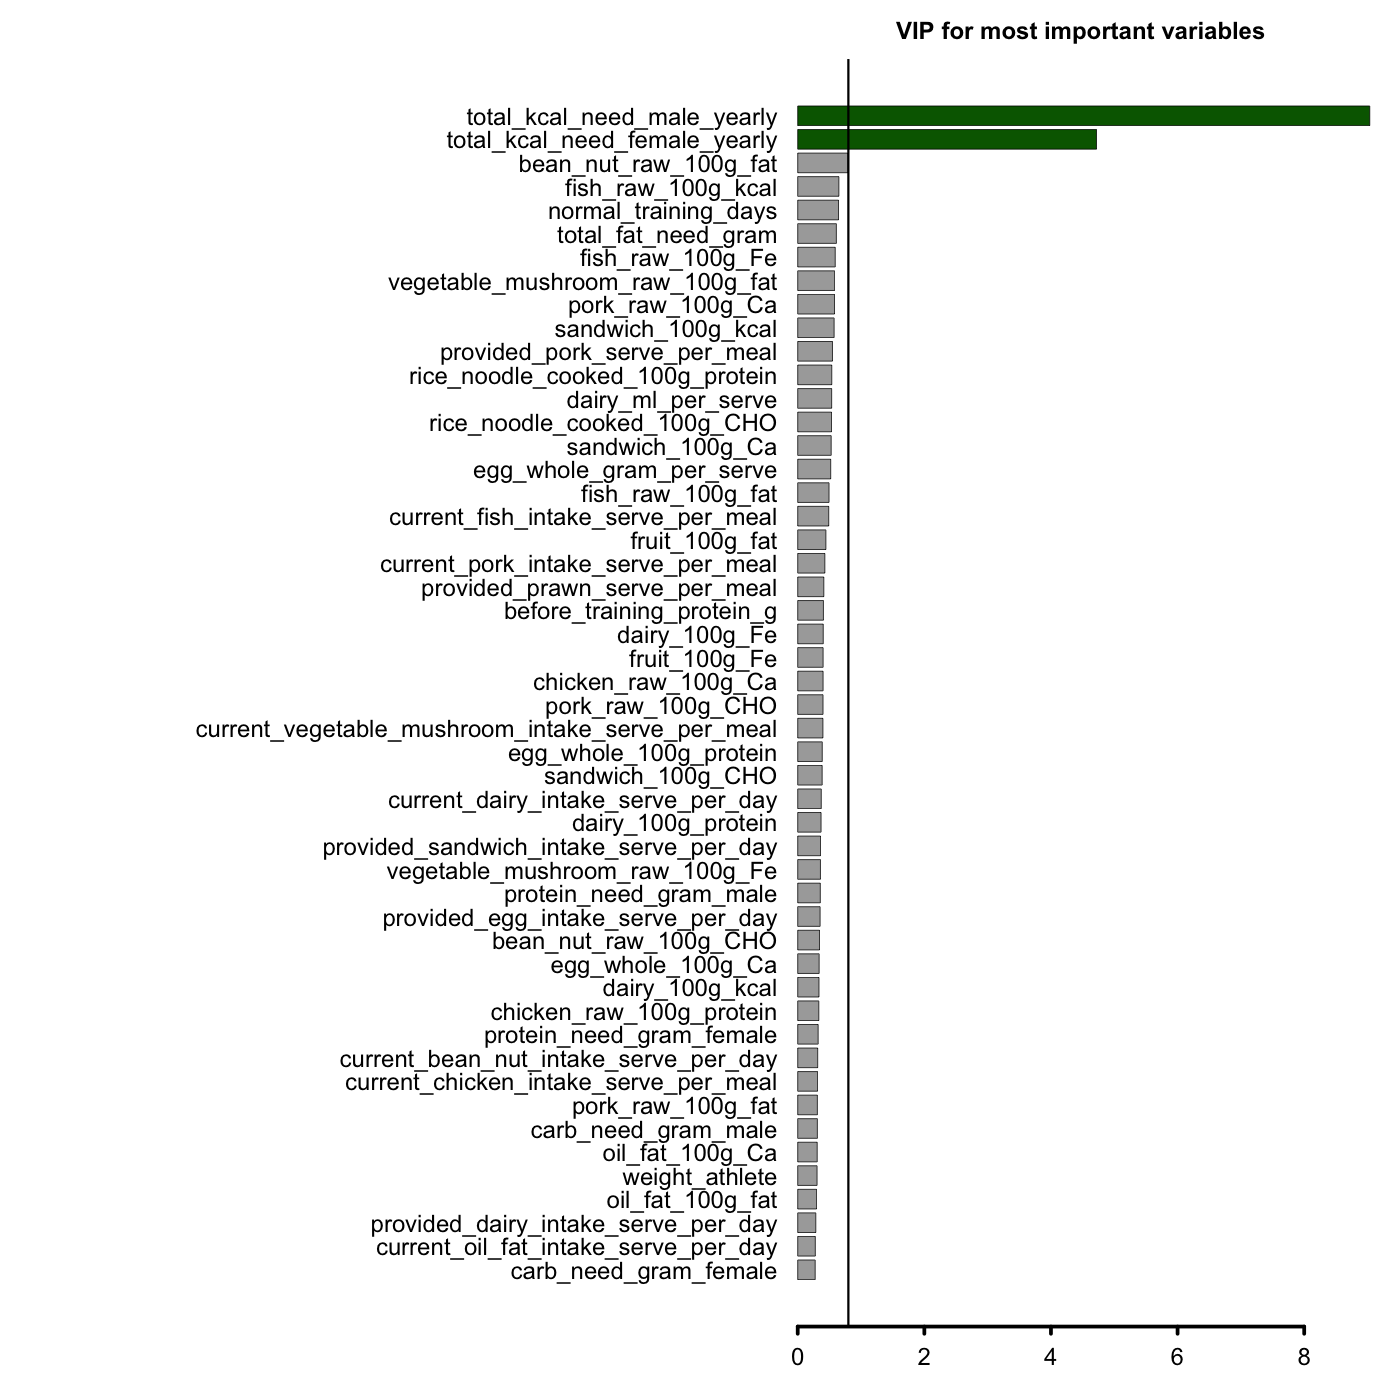 VIP for most important variables
total_kcal_need_male_yearly
total_kcal_need_female_yearly
bean_nut_raw_100g_fat
fish_raw_100g_kcal
normal_training_days
total_fat_need_gram
fish_raw_100g_Fe
vegetable_mushroom_raw_100g_fat
pork_raw_100g_Ca
sandwich_100g_kcal
provided_pork_serve_per_meal
rice_noodle_cooked_100g_protein
dairy_ml_per_serve
rice_noodle_cooked_100g_CHO
sandwich_100g_Ca
egg_whole_gram_per_serve
fish_raw_100g_fat
current_fish_intake_serve_per_meal
fruit_100g_fat
current_pork_intake_serve_per_meal
provided_prawn_serve_per_meal
before_training_protein_g
dairy_100g_Fe
fruit_100g_Fe
chicken_raw_100g_Ca
pork_raw_100g_CHO
current_vegetable_mushroom_intake_serve_per_meal
egg_whole_100g_protein
sandwich_100g_CHO
current_dairy_intake_serve_per_day
dairy_100g_protein
provided_sandwich_intake_serve_per_day
vegetable_mushroom_raw_100g_Fe
protein_need_gram_male
provided_egg_intake_serve_per_day
bean_nut_raw_100g_CHO
egg_whole_100g_Ca
dairy_100g_kcal
chicken_raw_100g_protein
protein_need_gram_female
current_bean_nut_intake_serve_per_day
current_chicken_intake_serve_per_meal
pork_raw_100g_fat
carb_need_gram_male
oil_fat_100g_Ca
weight_athlete
oil_fat_100g_fat
provided_dairy_intake_serve_per_day
current_oil_fat_intake_serve_per_day
carb_need_gram_female
0 2 4 6 8